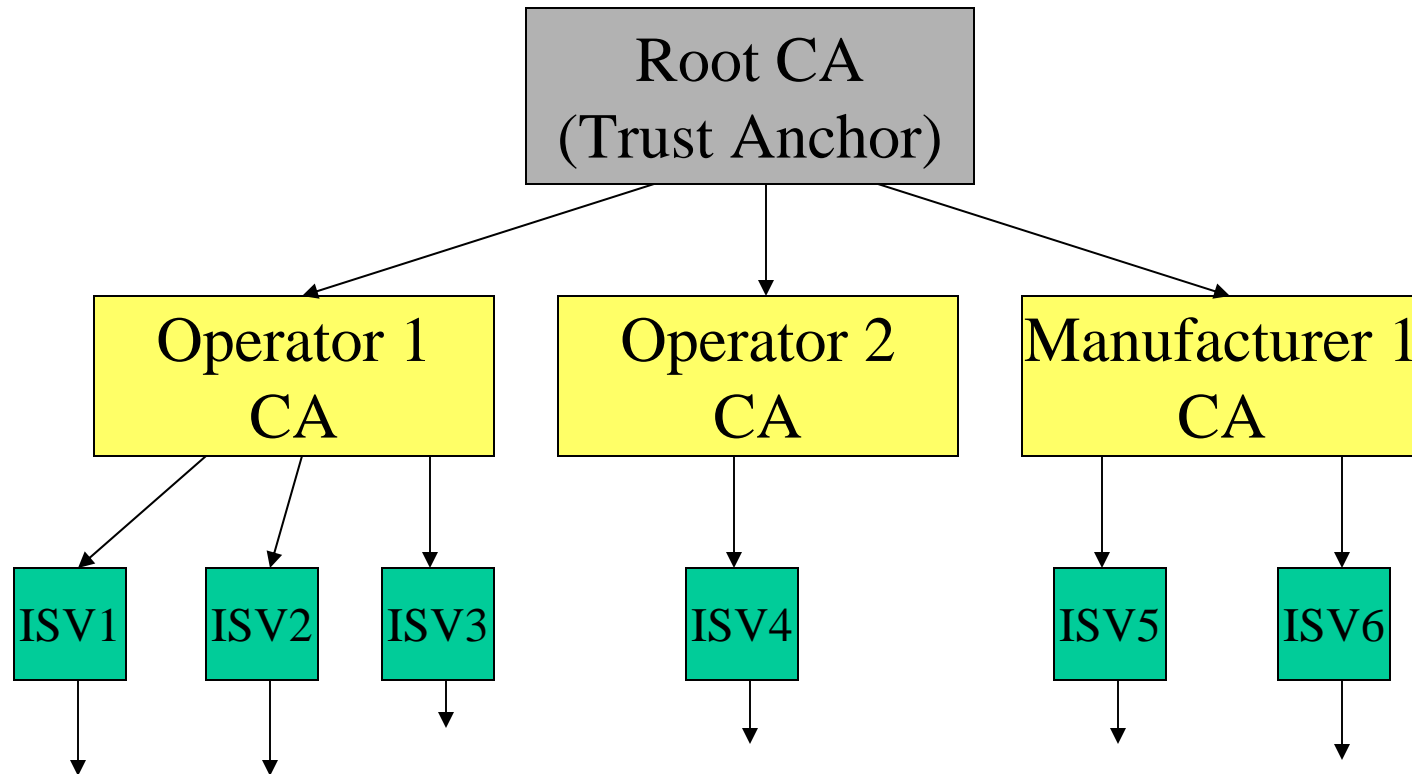 Root CA
(Trust Anchor)
Operator 1
CA
Operator 2
CA
Manufacturer 1
CA
ISV1
ISV2
ISV3
ISV4
ISV5
ISV6